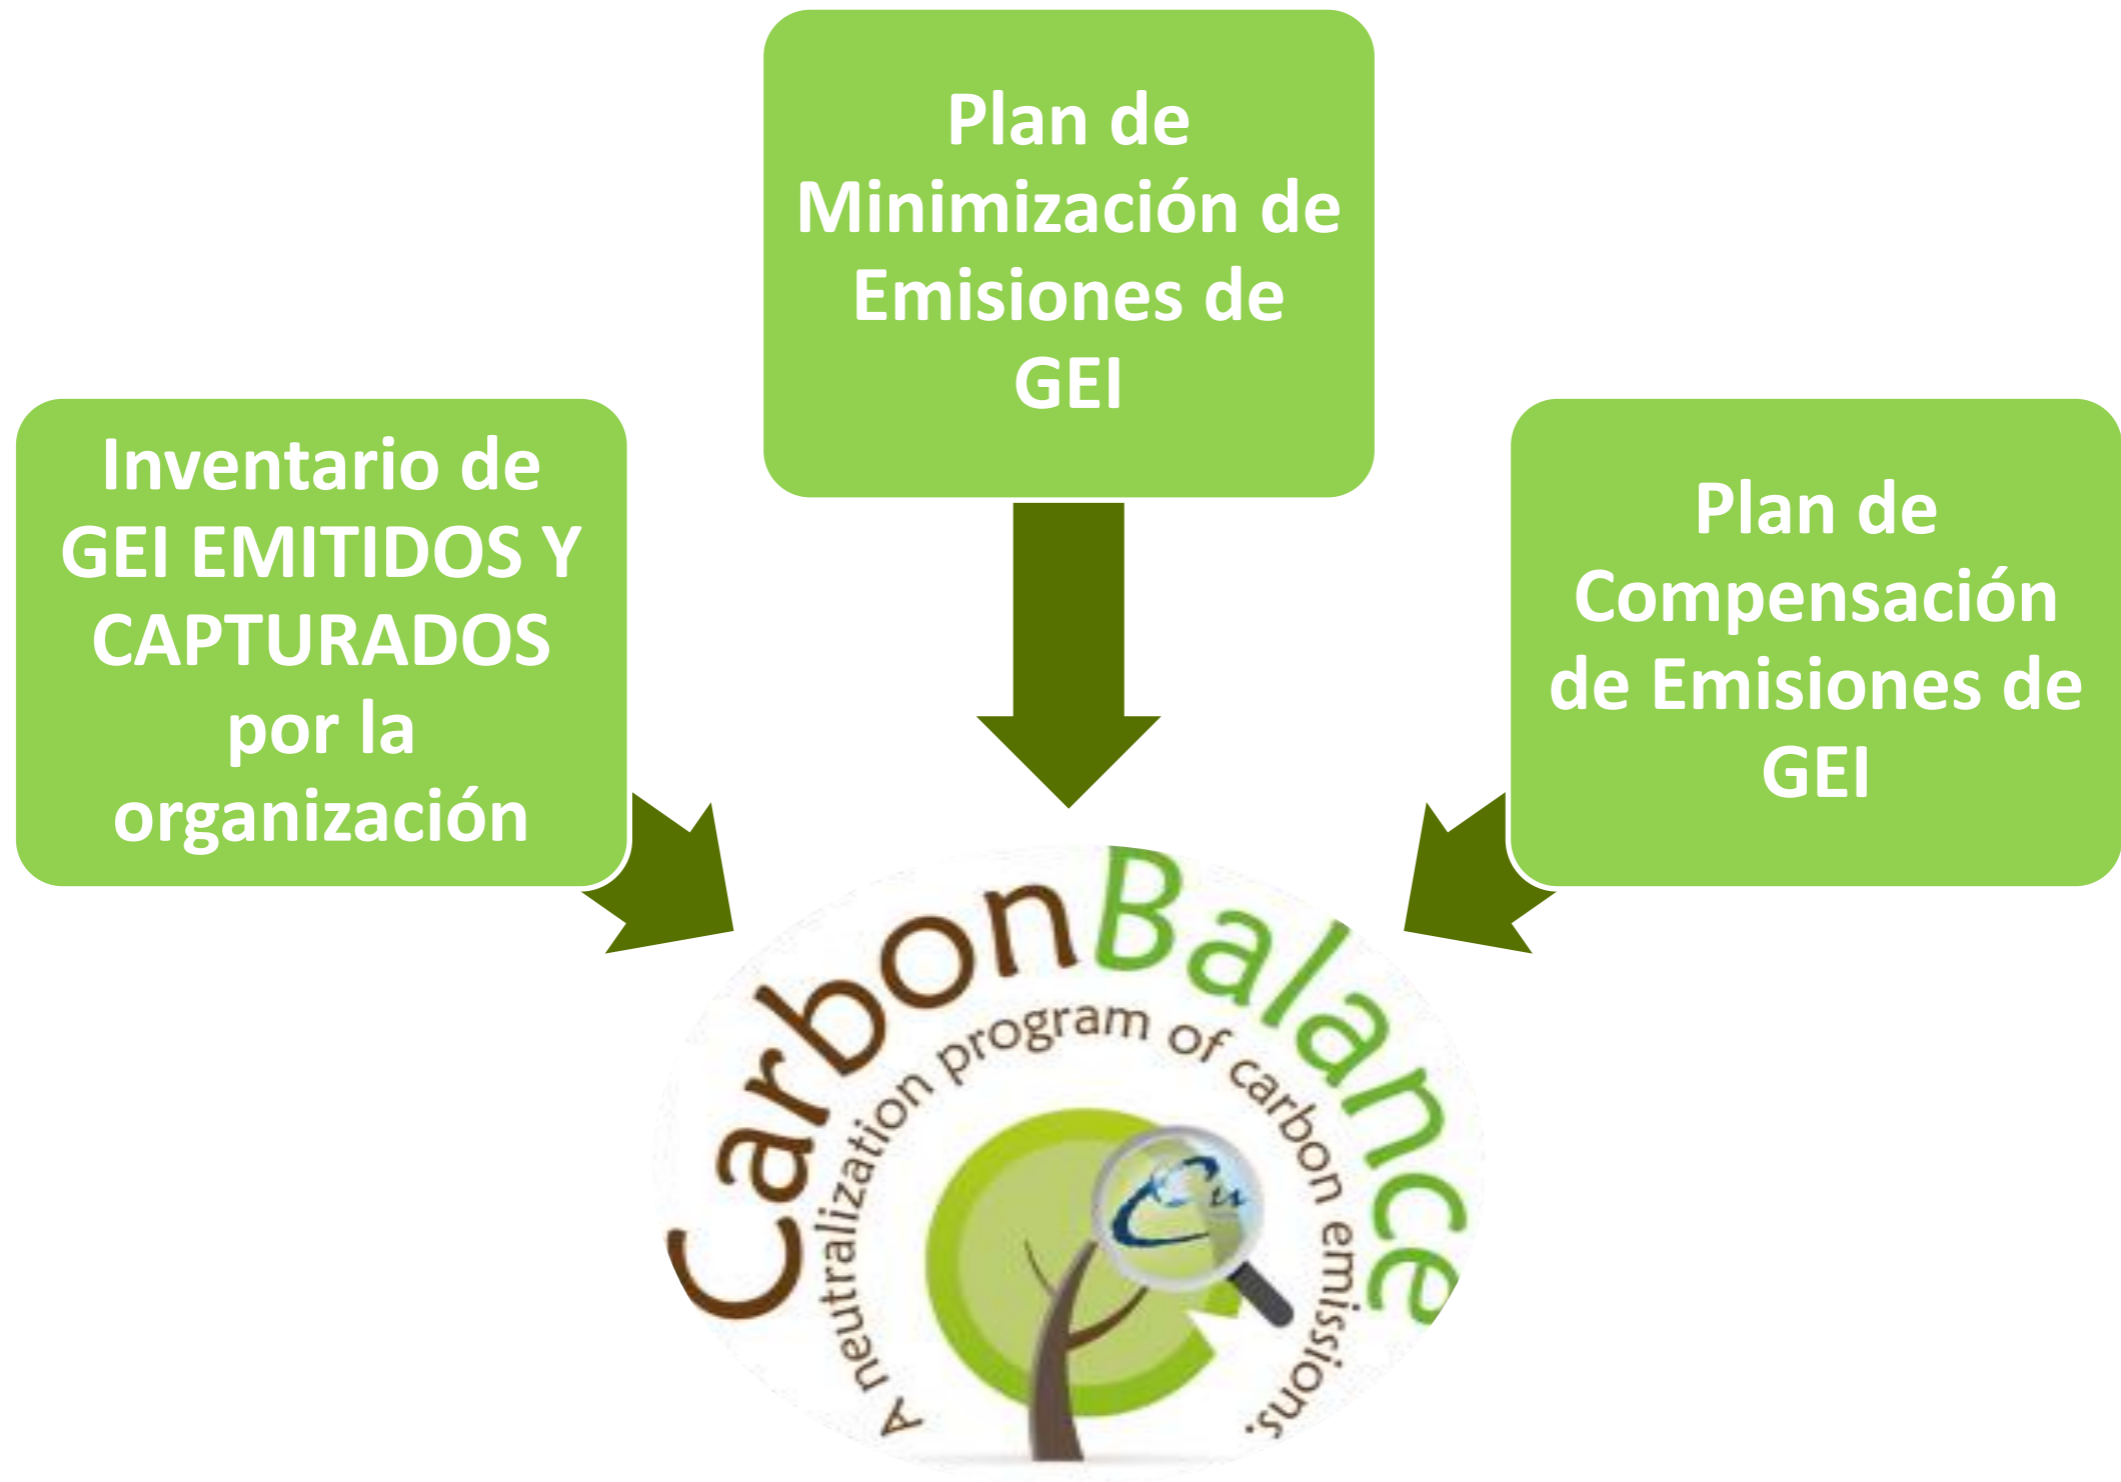 Plan de
Minimización de
Emisiones de
GEI
Inventario de
GEI EMITIDOS Y
CAPTURADOS
por la
organización
Plan de
Compensación
de Emisiones de
GEI
CarbonBalance
A neutralization program of carbon emissions.